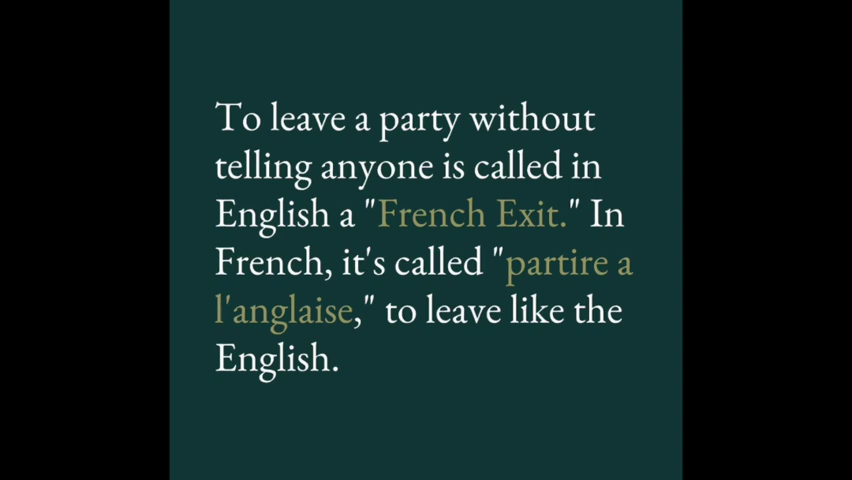 To leave a party without
telling anyone is called in
English a "French Exit." In
French, it's called "partire a
l'anglaise," to leave like the
English.